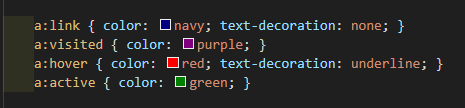 a:link { color: navy; text-decoration: none; }
a:visited { color: purple; }
a:hover { color: red; text-decoration: underline; }
a:active { color: green; }